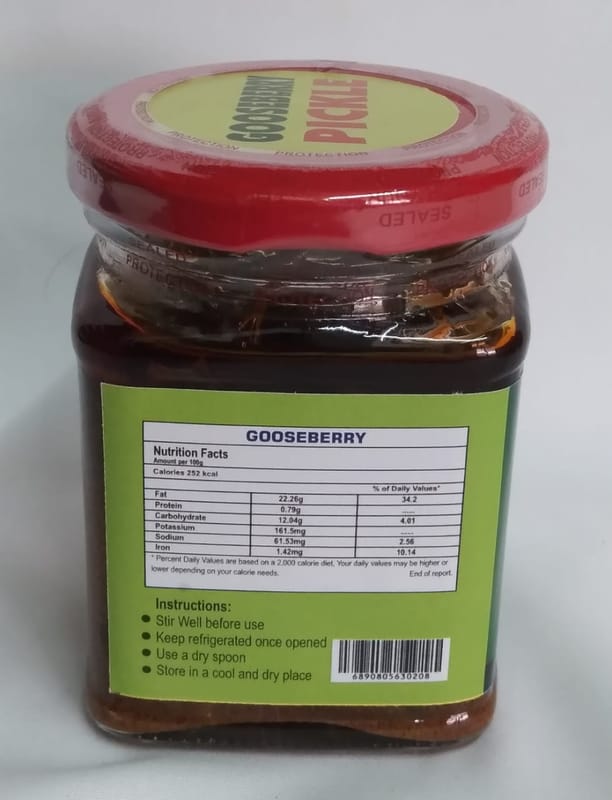 GOOSEBERRY
PICKLE
PROTECTION
PROTECTION
SEALED
SEALED
SEALED
SEALED
GOOSEBERRY
Nutrition Facts
Amount per 100g
Calories 252 kcal
% of Daily Values*
Fat 22.26g 34.2
Protein 0.79g .....
Carbohydrate 12.04g 4.01
Potassium 161.5mg .....
Sodium 61.53mg 2.56
Iron 1.42mg 10.14
* Percent Daily Values are based on a 2,000 calorie diet. Your daily values may be higher or
lower depending on your calorie needs. End of report.
Instructions:
● Stir Well before use
● Keep refrigerated once opened
● Use a dry spoon
● Store in a cool and dry place
6890805630208